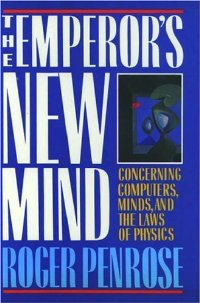 THE EMPEROR'S
NEW
MIND
CONCERNING
COMPUTERS,
MINDS, AND
THE LAWS
OF PHYSICS
ROGER PENROSE